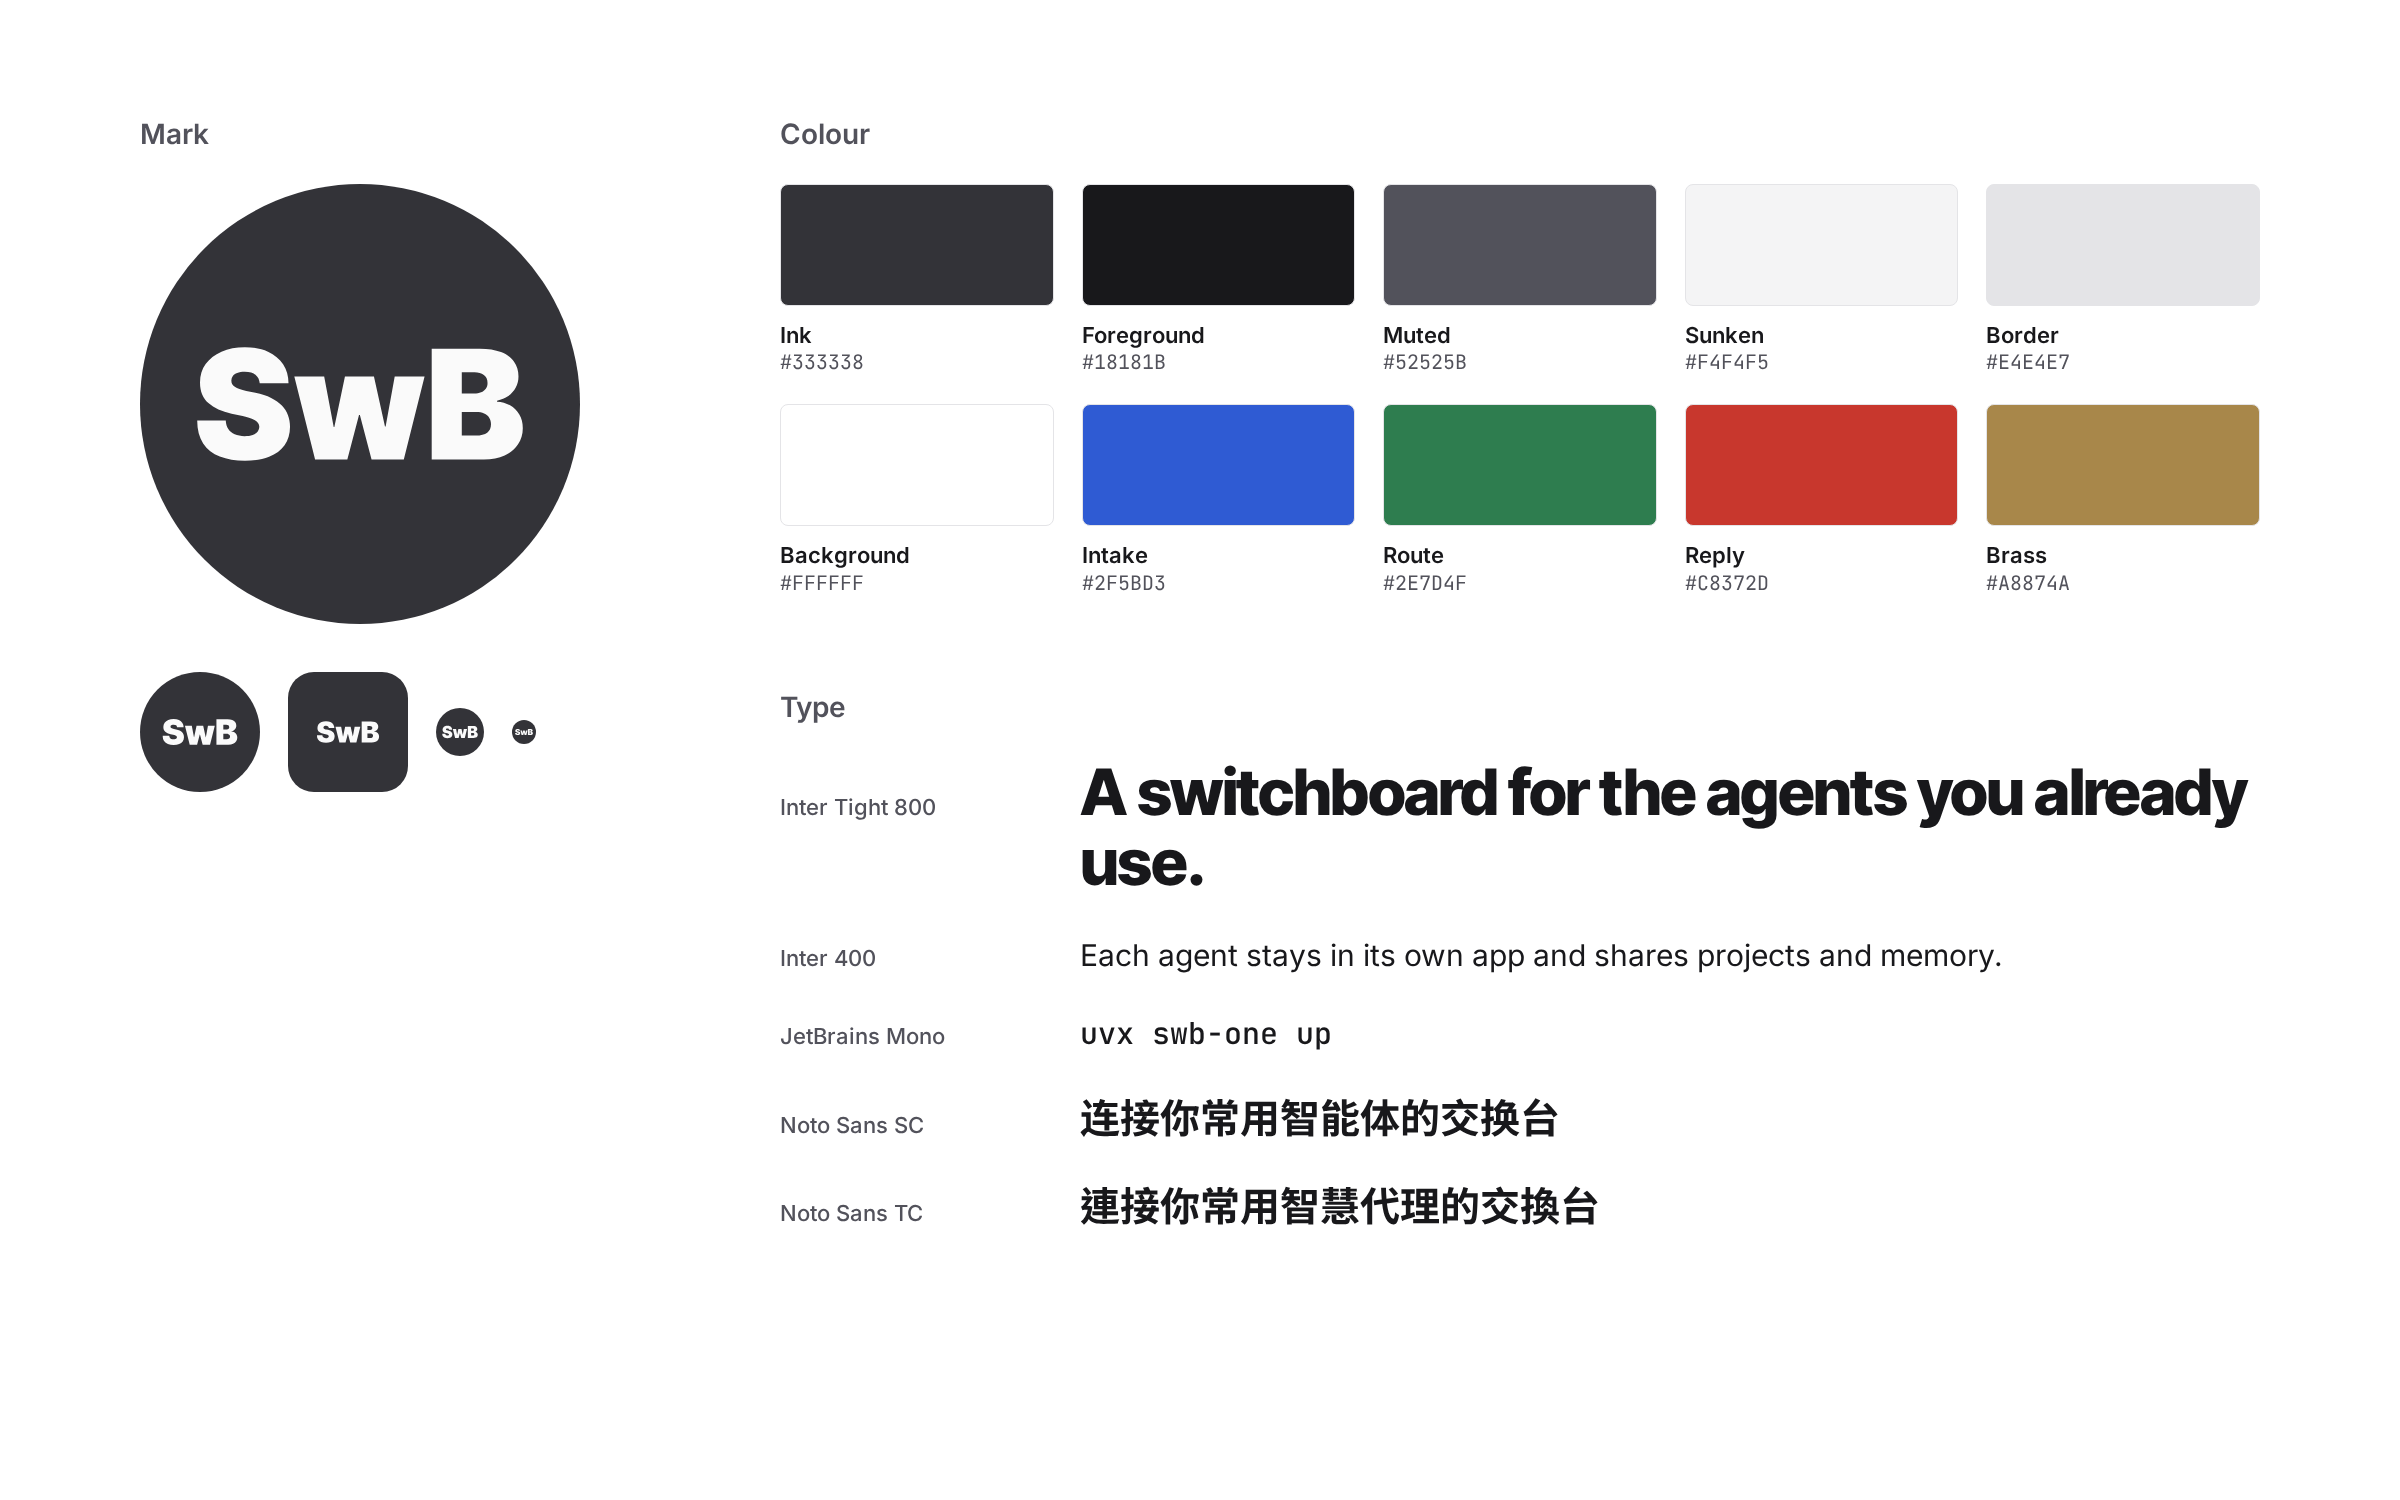 Mark
SwB
SwB
SwB
SwB
SwB
Colour
Ink
#333338
Foreground
#18181B
Muted
#52525B
Sunken
#F4F4F5
Border
#E4E4E7
Background
#FFFFFF
Intake
#2F5BD3
Route
#2E7D4F
Reply
#C8372D
Brass
#A8874A
Type
Inter Tight 800
A switchboard for the agents you already
use.
Inter 400
Each agent stays in its own app and shares projects and memory.
JetBrains Mono
uvx swb-one up
Noto Sans SC
连接你常用智能体的交换台
Noto Sans TC
連接你常用智慧代理的交換台